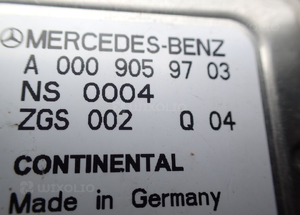 MERCEDES-BENZ
A 000 905 97 03
NS 0004
ZGS 002 Q 04
CONTINENTAL
Made in Germany